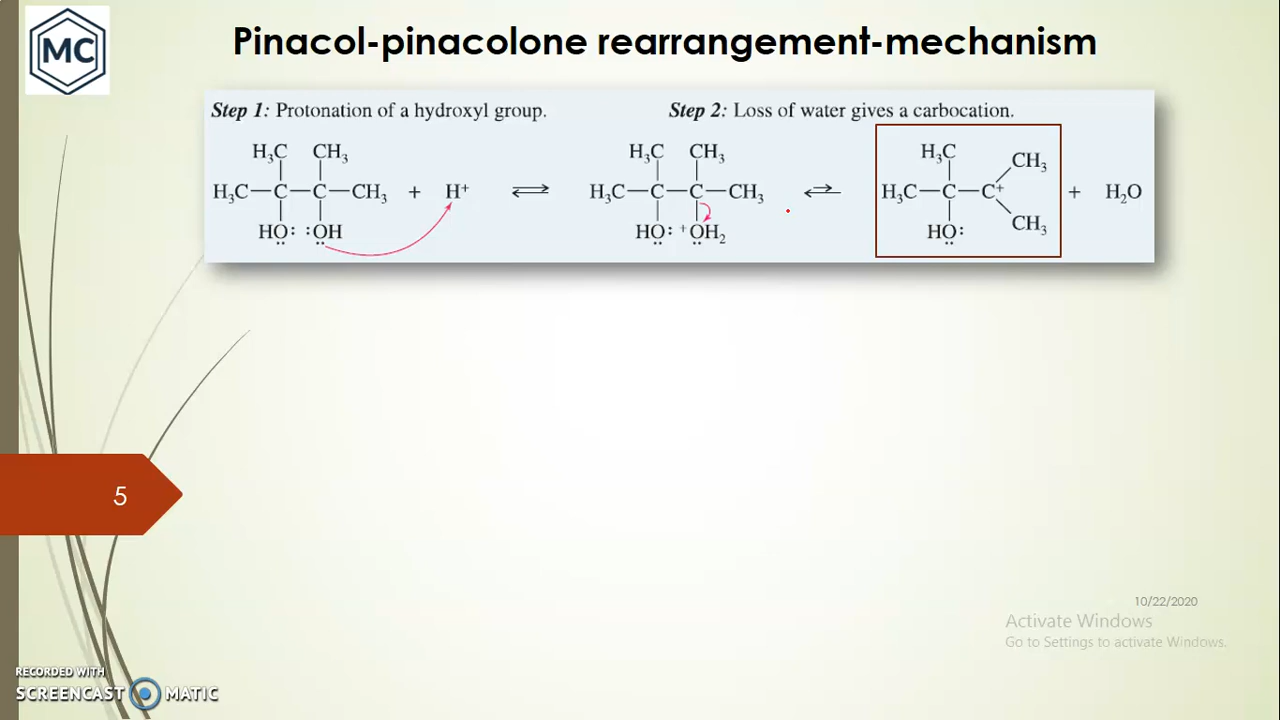 MC
Pinacol-pinacolone rearrangement-mechanism
Step 1: Protonation of a hydroxyl group.
Step 2: Loss of water gives a carbocation.
H₃C CH₃ H₃C CH₃ H₃C CH₃
H₃C—C—C—CH₃ + H⁺ ⇌ H₃C—C—C—CH₃ ⇌ H₃C—C—C⁺ + H₂O
HO: :OH HO: ⁺OH₂ HO: CH₃
5
10/22/2020
Activate Windows
Go to Settings to activate Windows.
RECORDED WITH
SCREENCAST MATIC